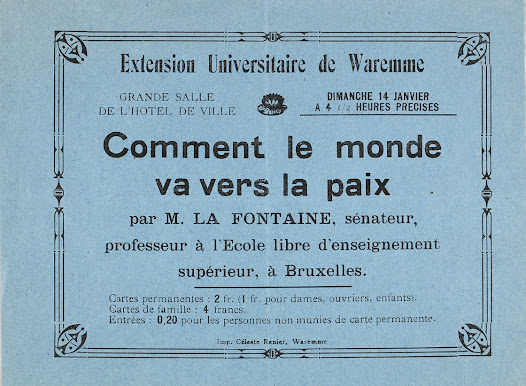 Extension Universitaire de Waremme
GRANDE SALLE
DE L'HOTEL DE VILLE
DIMANCHE 14 JANVIER
A 4 1/2 HEURES PRECISES
Comment le monde
va vers la paix
par M. LA FONTAINE, sénateur,
professeur à l'Ecole libre d'enseignement
supérieur, à Bruxelles.
Cartes permanentes : 2 fr. (1 fr. pour dames, ouvriers, enfants).
Cartes de famille : 4 francs.
Entrées : 0,20 pour les personnes non munies de carte permanente.
Imp. Céleste Renier, Waremme